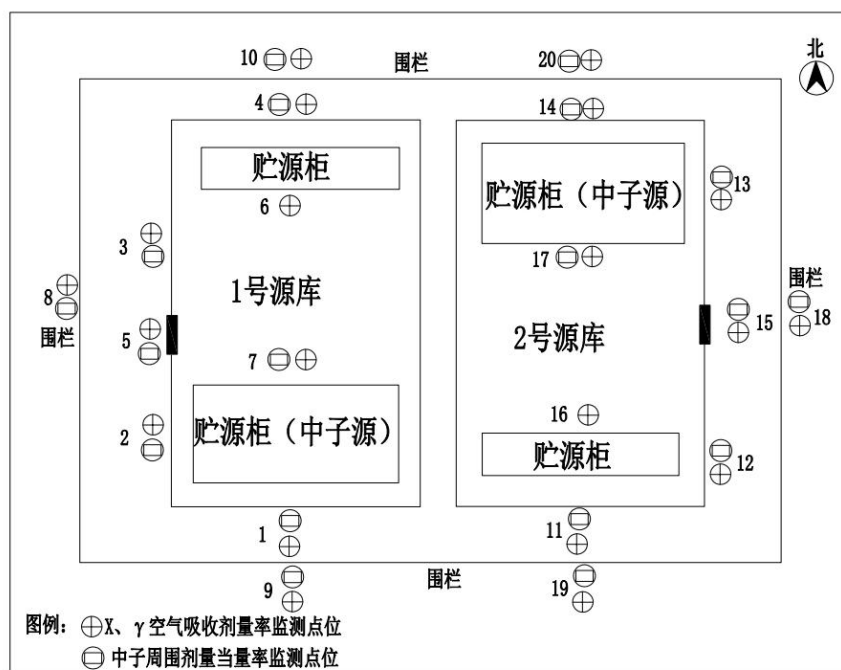 10
围栏
20
北
4
14
贮源柜
6
贮源柜（中子源）
13
3
17
8
围栏
1号源库
5
2号源库
15
围栏
18
7
16
2
贮源柜（中子源）
贮源柜
12
1
11
9
围栏
19
图例：X、γ空气吸收剂量率监测点位
中子周围剂量当量率监测点位